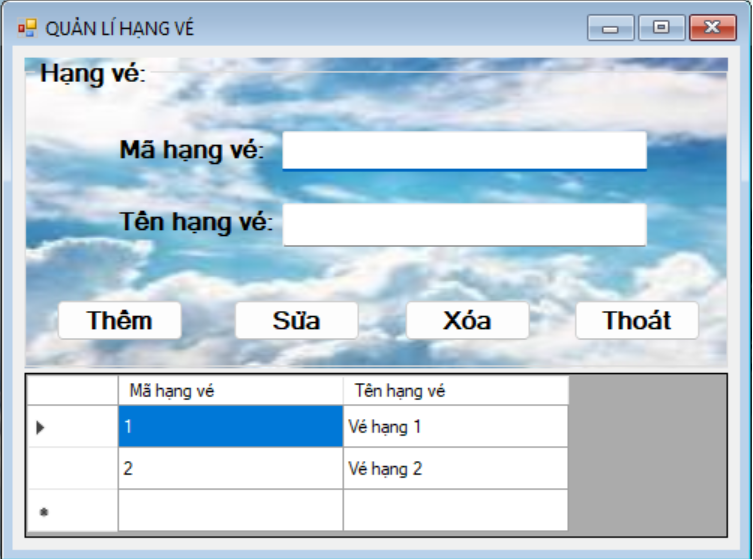 QUẢN LÍ HẠNG VÉ
Hạng vé:
Mã hạng vé:
Tên hạng vé:
Thêm Sửa Xóa Thoát
Mã hạng vé Tên hạng vé
1 Vé hạng 1
2 Vé hạng 2